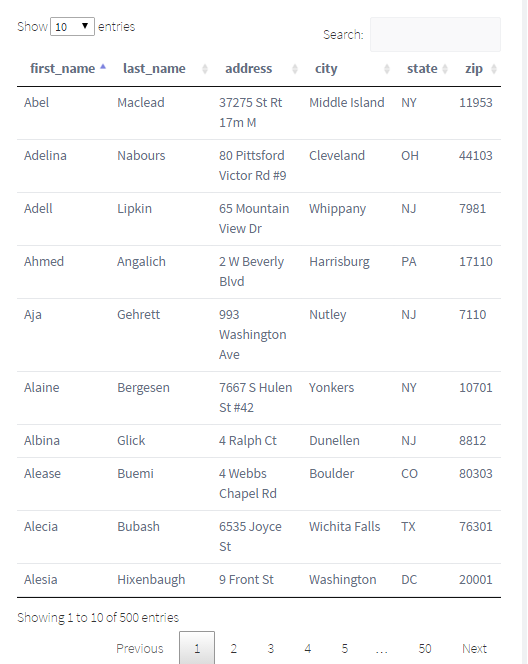 Show 10 entries
Search:
first_name last_name address city state zip
Abel Maclead 37275 St Rt Middle Island NY 11953
17m M
Adelina Nabours 80 Pittsford Cleveland OH 44103
Victor Rd #9
Adell Lipkin 65 Mountain Whippany NJ 7981
View Dr
Ahmed Angalich 2 W Beverly Harrisburg PA 17110
Blvd
Aja Gehrett 993 Nutley NJ 7110
Washington
Ave
Alaine Bergesen 7667 S Hulen Yonkers NY 10701
St #42
Albina Glick 4 Ralph Ct Dunellen NJ 8812
Alease Buemi 4 Webbs Boulder CO 80303
Chapel Rd
Alecia Bubash 6535 Joyce Wichita Falls TX 76301
St
Alesia Hixenbaugh 9 Front St Washington DC 20001
Showing 1 to 10 of 500 entries
Previous 1 2 3 4 5 … 50 Next